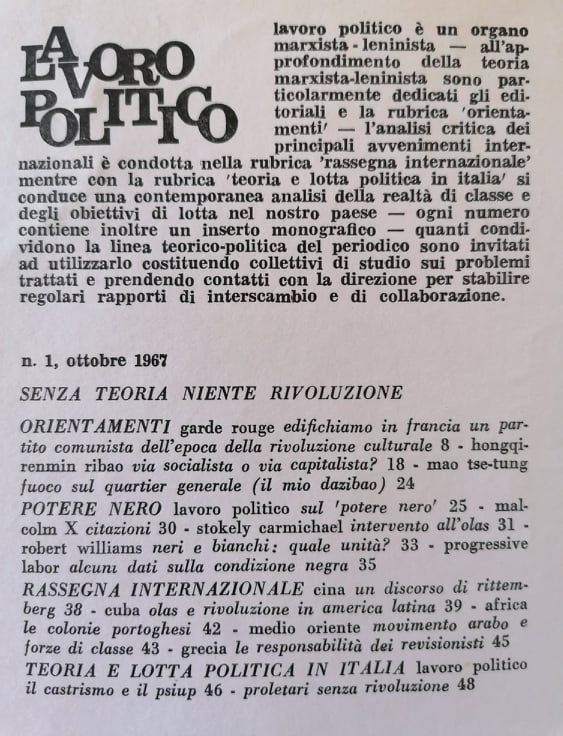 LAVORO
POLITICO
lavoro politico è un organo
marxista - leninista — all'ap-
profondimento della teoria
marxista-leninista sono par-
ticolarmente dedicati gli edi-
toriali e la rubrica 'orienta-
menti' — l'analisi critica dei
principali avvenimenti inter-
nazionali è condotta nella rubrica 'rassegna internazionale'
mentre con la rubrica 'teoria e lotta politica in italia' si
conduce una contemporanea analisi della realtà di classe e
degli obiettivi di lotta nel nostro paese — ogni numero
contiene inoltre un inserto monografico — quanti condi-
vidono la linea teorico-politica del periodico sono invitati
ad utilizzarlo costituendo collettivi di studio sui problemi
trattati e prendendo contatti con la direzione per stabilire
regolari rapporti di interscambio e di collaborazione.
n. 1, ottobre 1967
SENZA TEORIA NIENTE RIVOLUZIONE
ORIENTAMENTI garde rouge edifichiamo in francia un par-
tito comunista dell'epoca della rivoluzione culturale 8 - hongqi-
renmin ribao via socialista o via capitalista? 18 - mao tse-tung
fuoco sul quartier generale (il mio dazibao) 24
POTERE NERO lavoro politico sul 'potere nero' 25 - mal-
colm X citazioni 30 - stokely carmichael intervento all'olas 31 -
robert williams neri e bianchi: quale unità? 33 - progressive
labor alcuni dati sulla condizione negra 35
RASSEGNA INTERNAZIONALE cina un discorso di rittem-
berg 38 - cuba olas e rivoluzione in america latina 39 - africa
le colonie portoghesi 42 - medio oriente movimento arabo e
forze di classe 43 - grecia le responsabilità dei revisionisti 45
TEORIA E LOTTA POLITICA IN ITALIA lavoro politico
il castrismo e il psiup 46 - proletari senza rivoluzione 48